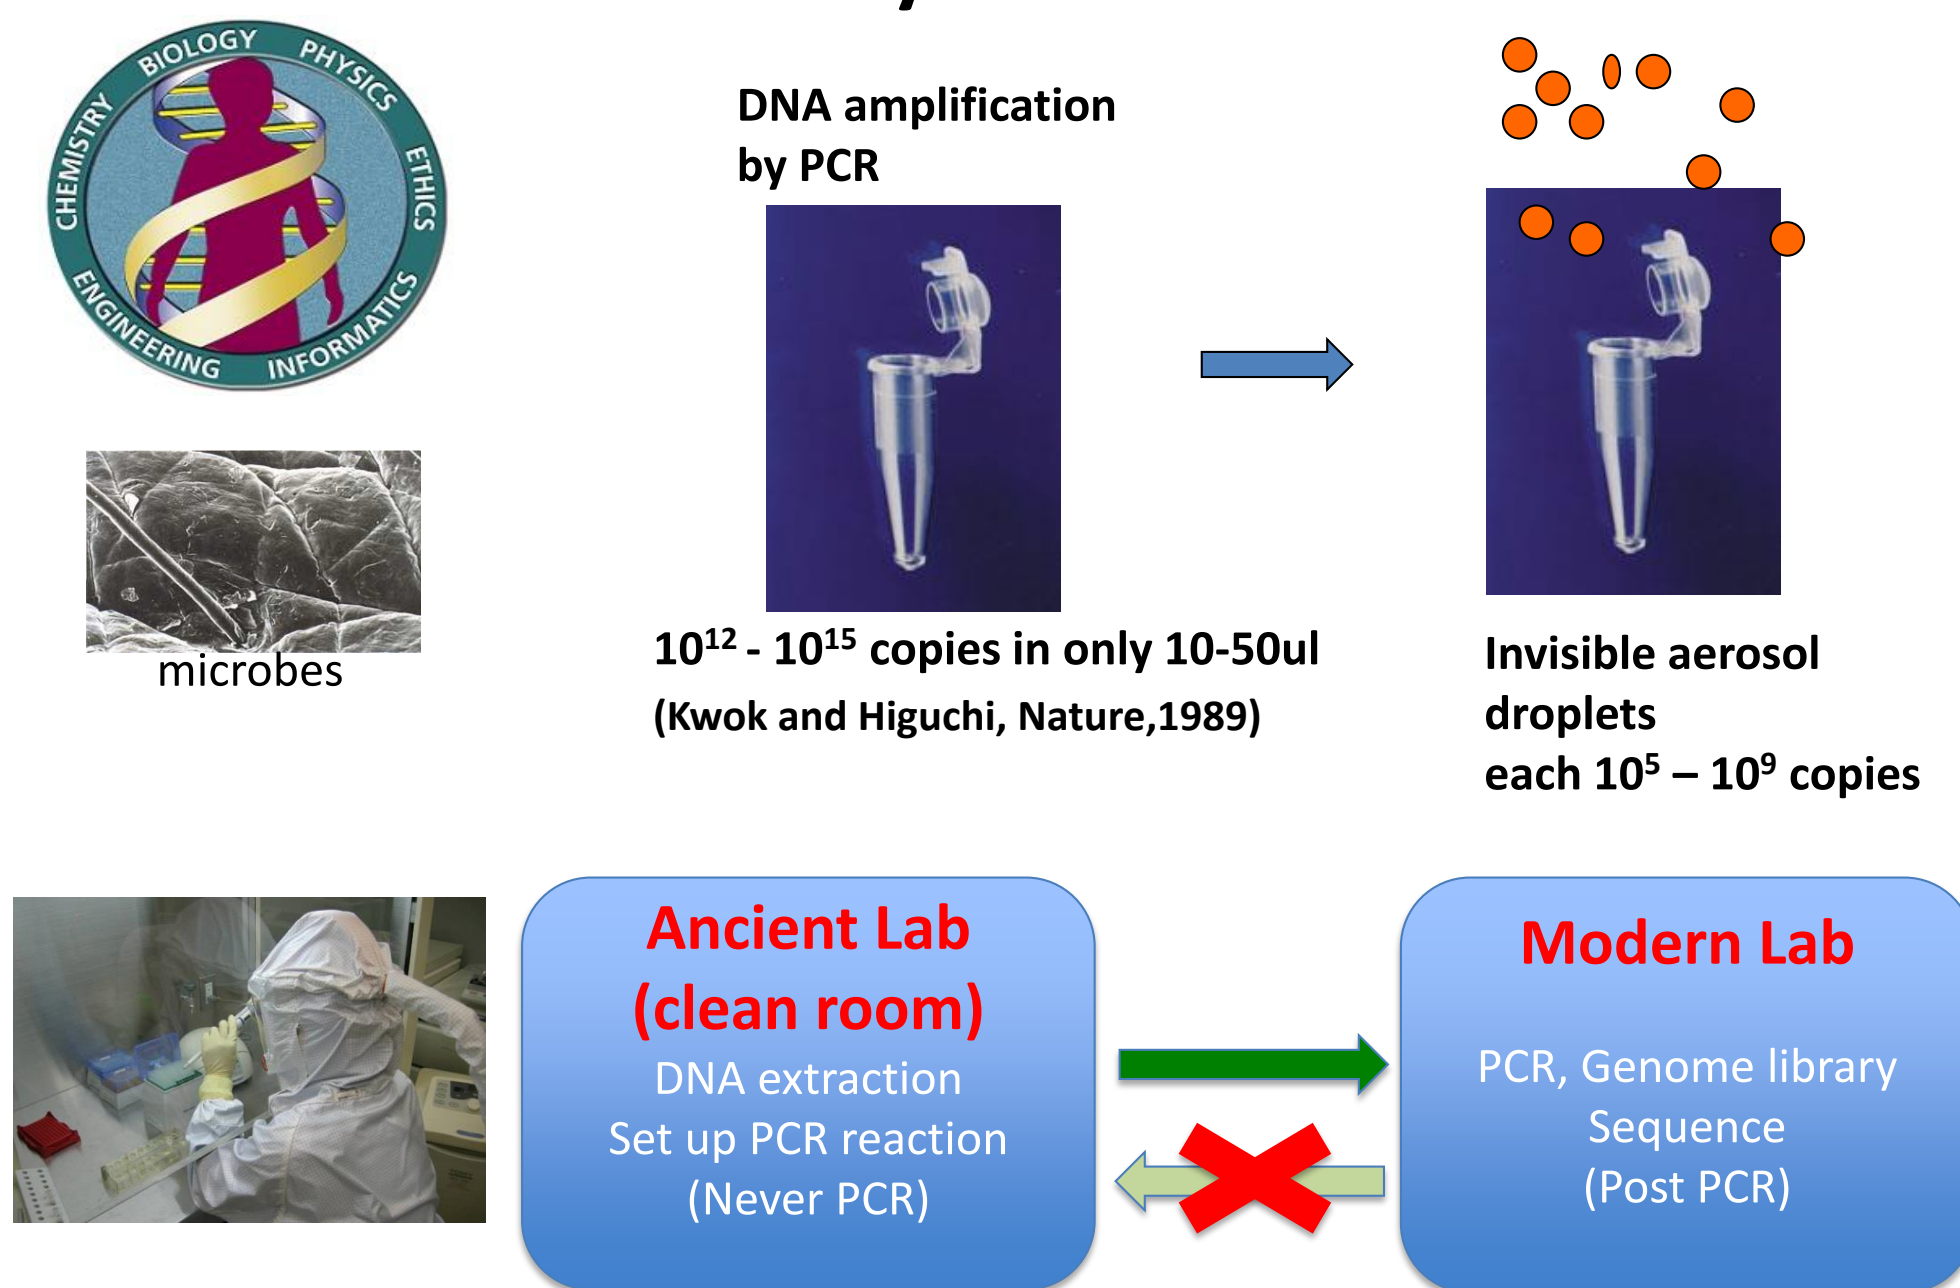 CHEMISTRY BIOLOGY PHYSICS ETHICS
ENGINEERING INFORMATICS
microbes
DNA amplification
by PCR
10¹² - 10¹⁵ copies in only 10-50ul
(Kwok and Higuchi, Nature,1989)
Invisible aerosol
droplets
each 10⁵ – 10⁹ copies
Ancient Lab
(clean room)
DNA extraction
Set up PCR reaction
(Never PCR)
Modern Lab
PCR, Genome library
Sequence
(Post PCR)